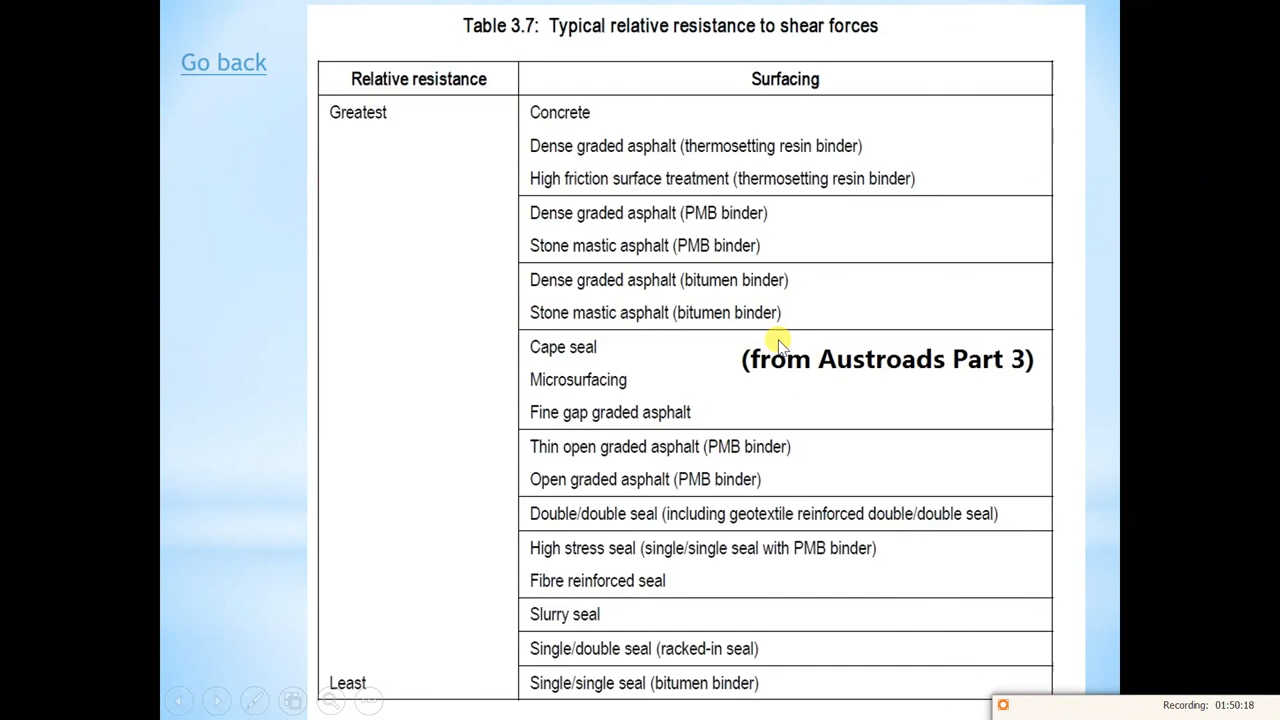 Table 3.7: Typical relative resistance to shear forces
Go back
Relative resistance Surfacing
Greatest Concrete
Dense graded asphalt (thermosetting resin binder)
High friction surface treatment (thermosetting resin binder)
Dense graded asphalt (PMB binder)
Stone mastic asphalt (PMB binder)
Dense graded asphalt (bitumen binder)
Stone mastic asphalt (bitumen binder)
Cape seal
(from Austroads Part 3)
Microsurfacing
Fine gap graded asphalt
Thin open graded asphalt (PMB binder)
Open graded asphalt (PMB binder)
Double/double seal (including geotextile reinforced double/double seal)
High stress seal (single/single seal with PMB binder)
Fibre reinforced seal
Slurry seal
Single/double seal (racked-in seal)
Least Single/single seal (bitumen binder)
Recording: 01:50:18